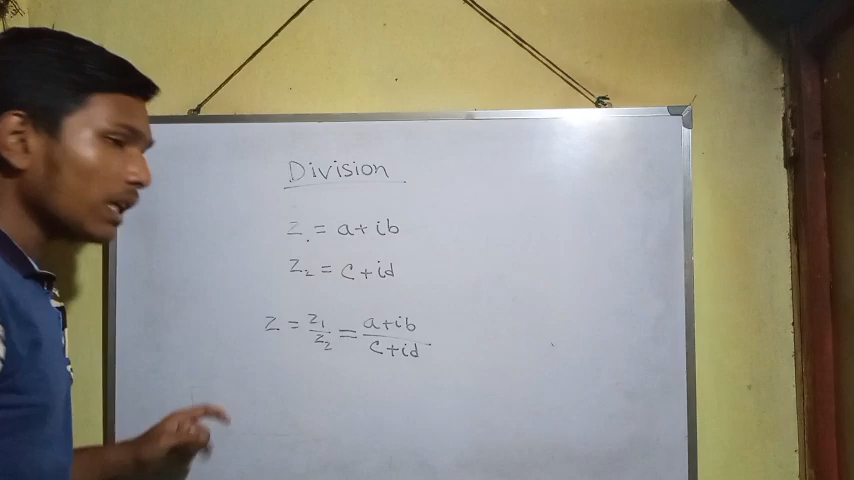 Division
Z₁ = a + ib
Z₂ = c + id
Z = Z₁/Z₂ = a+ib/c+id